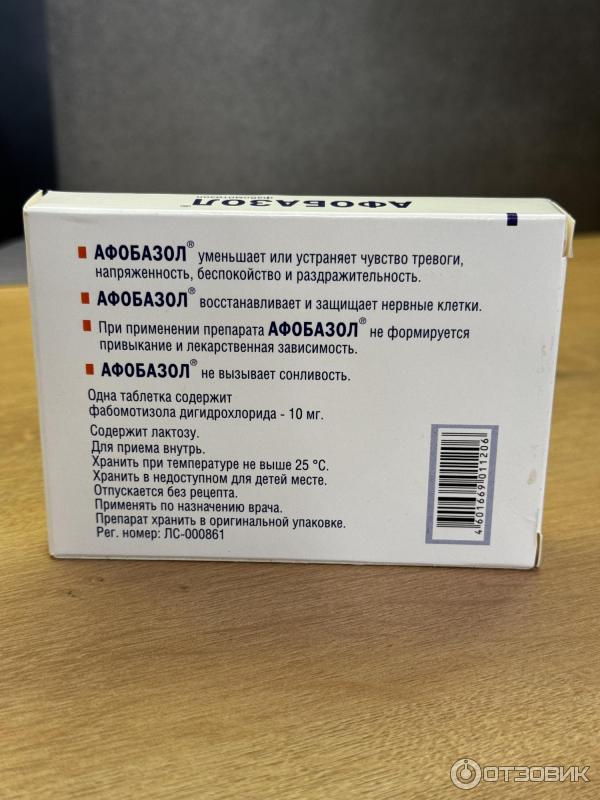 АФОБАЗОЛ®
фабомотизол
АФОБАЗОЛ® уменьшает или устраняет чувство тревоги,
напряженность, беспокойство и раздражительность.
АФОБАЗОЛ® восстанавливает и защищает нервные клетки.
При применении препарата АФОБАЗОЛ® не формируется
привыкание и лекарственная зависимость.
АФОБАЗОЛ® не вызывает сонливость.
Одна таблетка содержит
фабомотизола дигидрохлорида - 10 мг.
Содержит лактозу.
Для приема внутрь.
Хранить при температуре не выше 25 °С.
Хранить в недоступном для детей месте.
Отпускается без рецепта.
Применять по назначению врача.
Препарат хранить в оригинальной упаковке.
Рег. номер: ЛС-000861
4 601669 011206
ОТЗОВИК